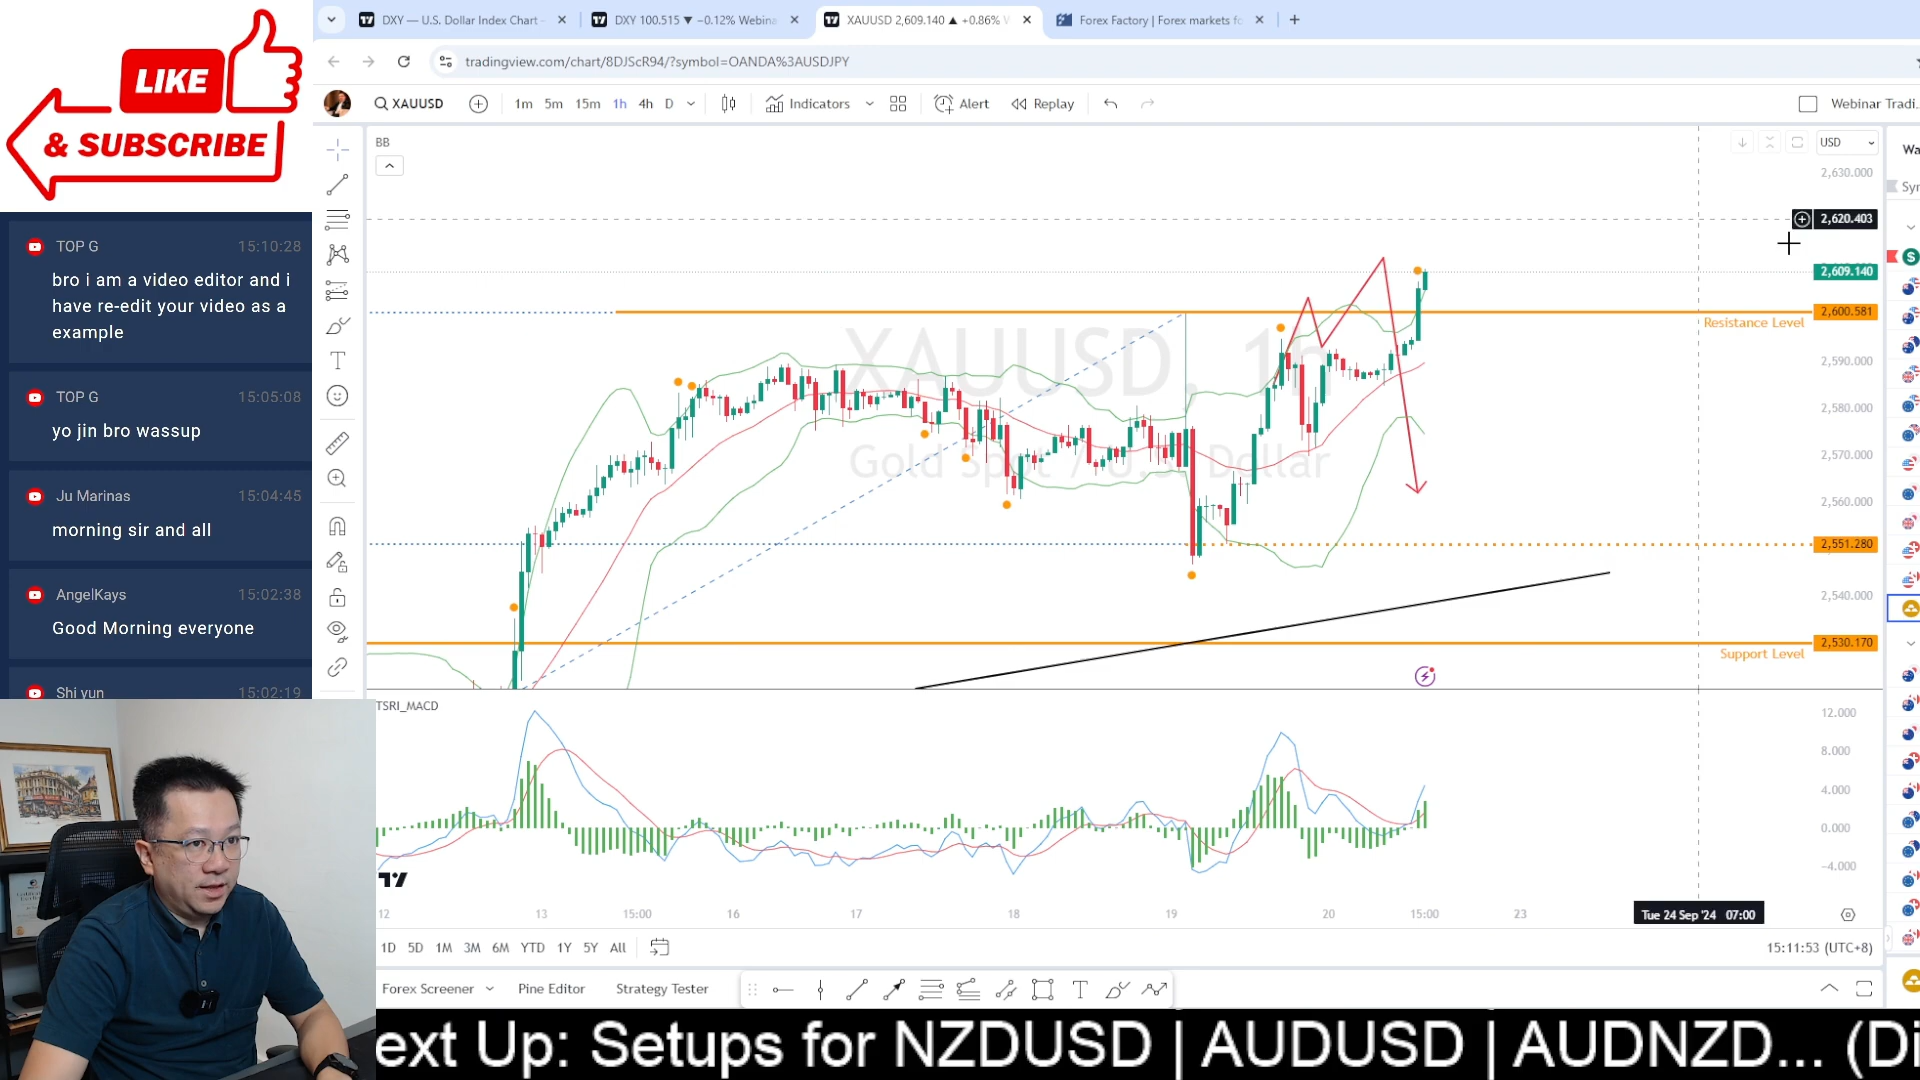 LIKE
& SUBSCRIBE
TOP G 15:10:28
bro i am a video editor and i
have re-edit your video as a
example
TOP G 15:05:08
yo jin bro wassup
Ju Marinas 15:04:45
morning sir and all
AngelKays 15:02:38
Good Morning everyone
Shi yun 15:02:19
DXY — U.S. Dollar Index Chart
DXY 100.515 ▼ −0.12% Webina
XAUUSD 2,609.140 ▲ +0.86%
Forex Factory | Forex markets fo
tradingview.com/chart/8DJScR94/?symbol=OANDA%3AUSDJPY
XAUUSD 1m 5m 15m 1h 4h D Indicators Alert Replay Webinar Tradi...
BB
USD
Wa
Sy
2,630.000
2,620.403
2,609.140
2,600.581
Resistance Level
2,590.000
2,580.000
2,570.000
2,560.000
2,551.280
2,540.000
2,530.170
Support Level
XAUUSD, 1h
Gold Spot / U.S. Dollar
TSRI_MACD
12.000
8.000
4.000
0.000
−4.000
12 13 15:00 16 17 18 19 20 15:00 23 Tue 24 Sep '24 07:00
1D 5D 1M 3M 6M YTD 1Y 5Y All 15:11:53 (UTC+8)
Forex Screener Pine Editor Strategy Tester
ext Up: Setups for NZDUSD | AUDUSD | AUDNZD... (Di